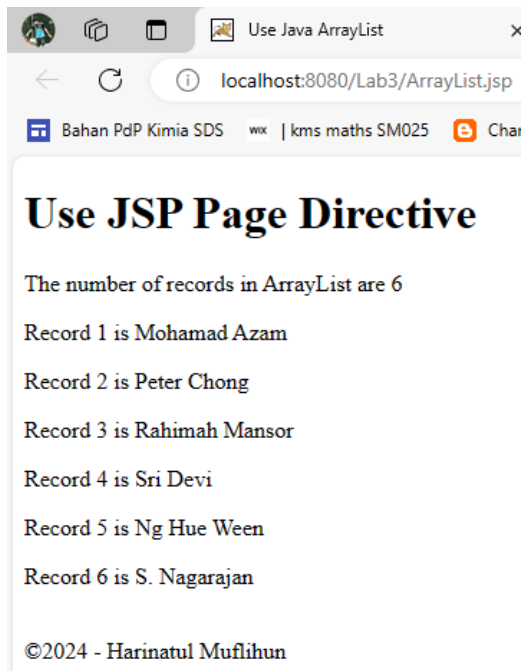 Use Java ArrayList
localhost:8080/Lab3/ArrayList.jsp
Bahan PdP Kimia SDS WIX | kms maths SM025
Use JSP Page Directive
The number of records in ArrayList are 6
Record 1 is Mohamad Azam
Record 2 is Peter Chong
Record 3 is Rahimah Mansor
Record 4 is Sri Devi
Record 5 is Ng Hue Ween
Record 6 is S. Nagarajan
©2024 - Harinatul Muflihun